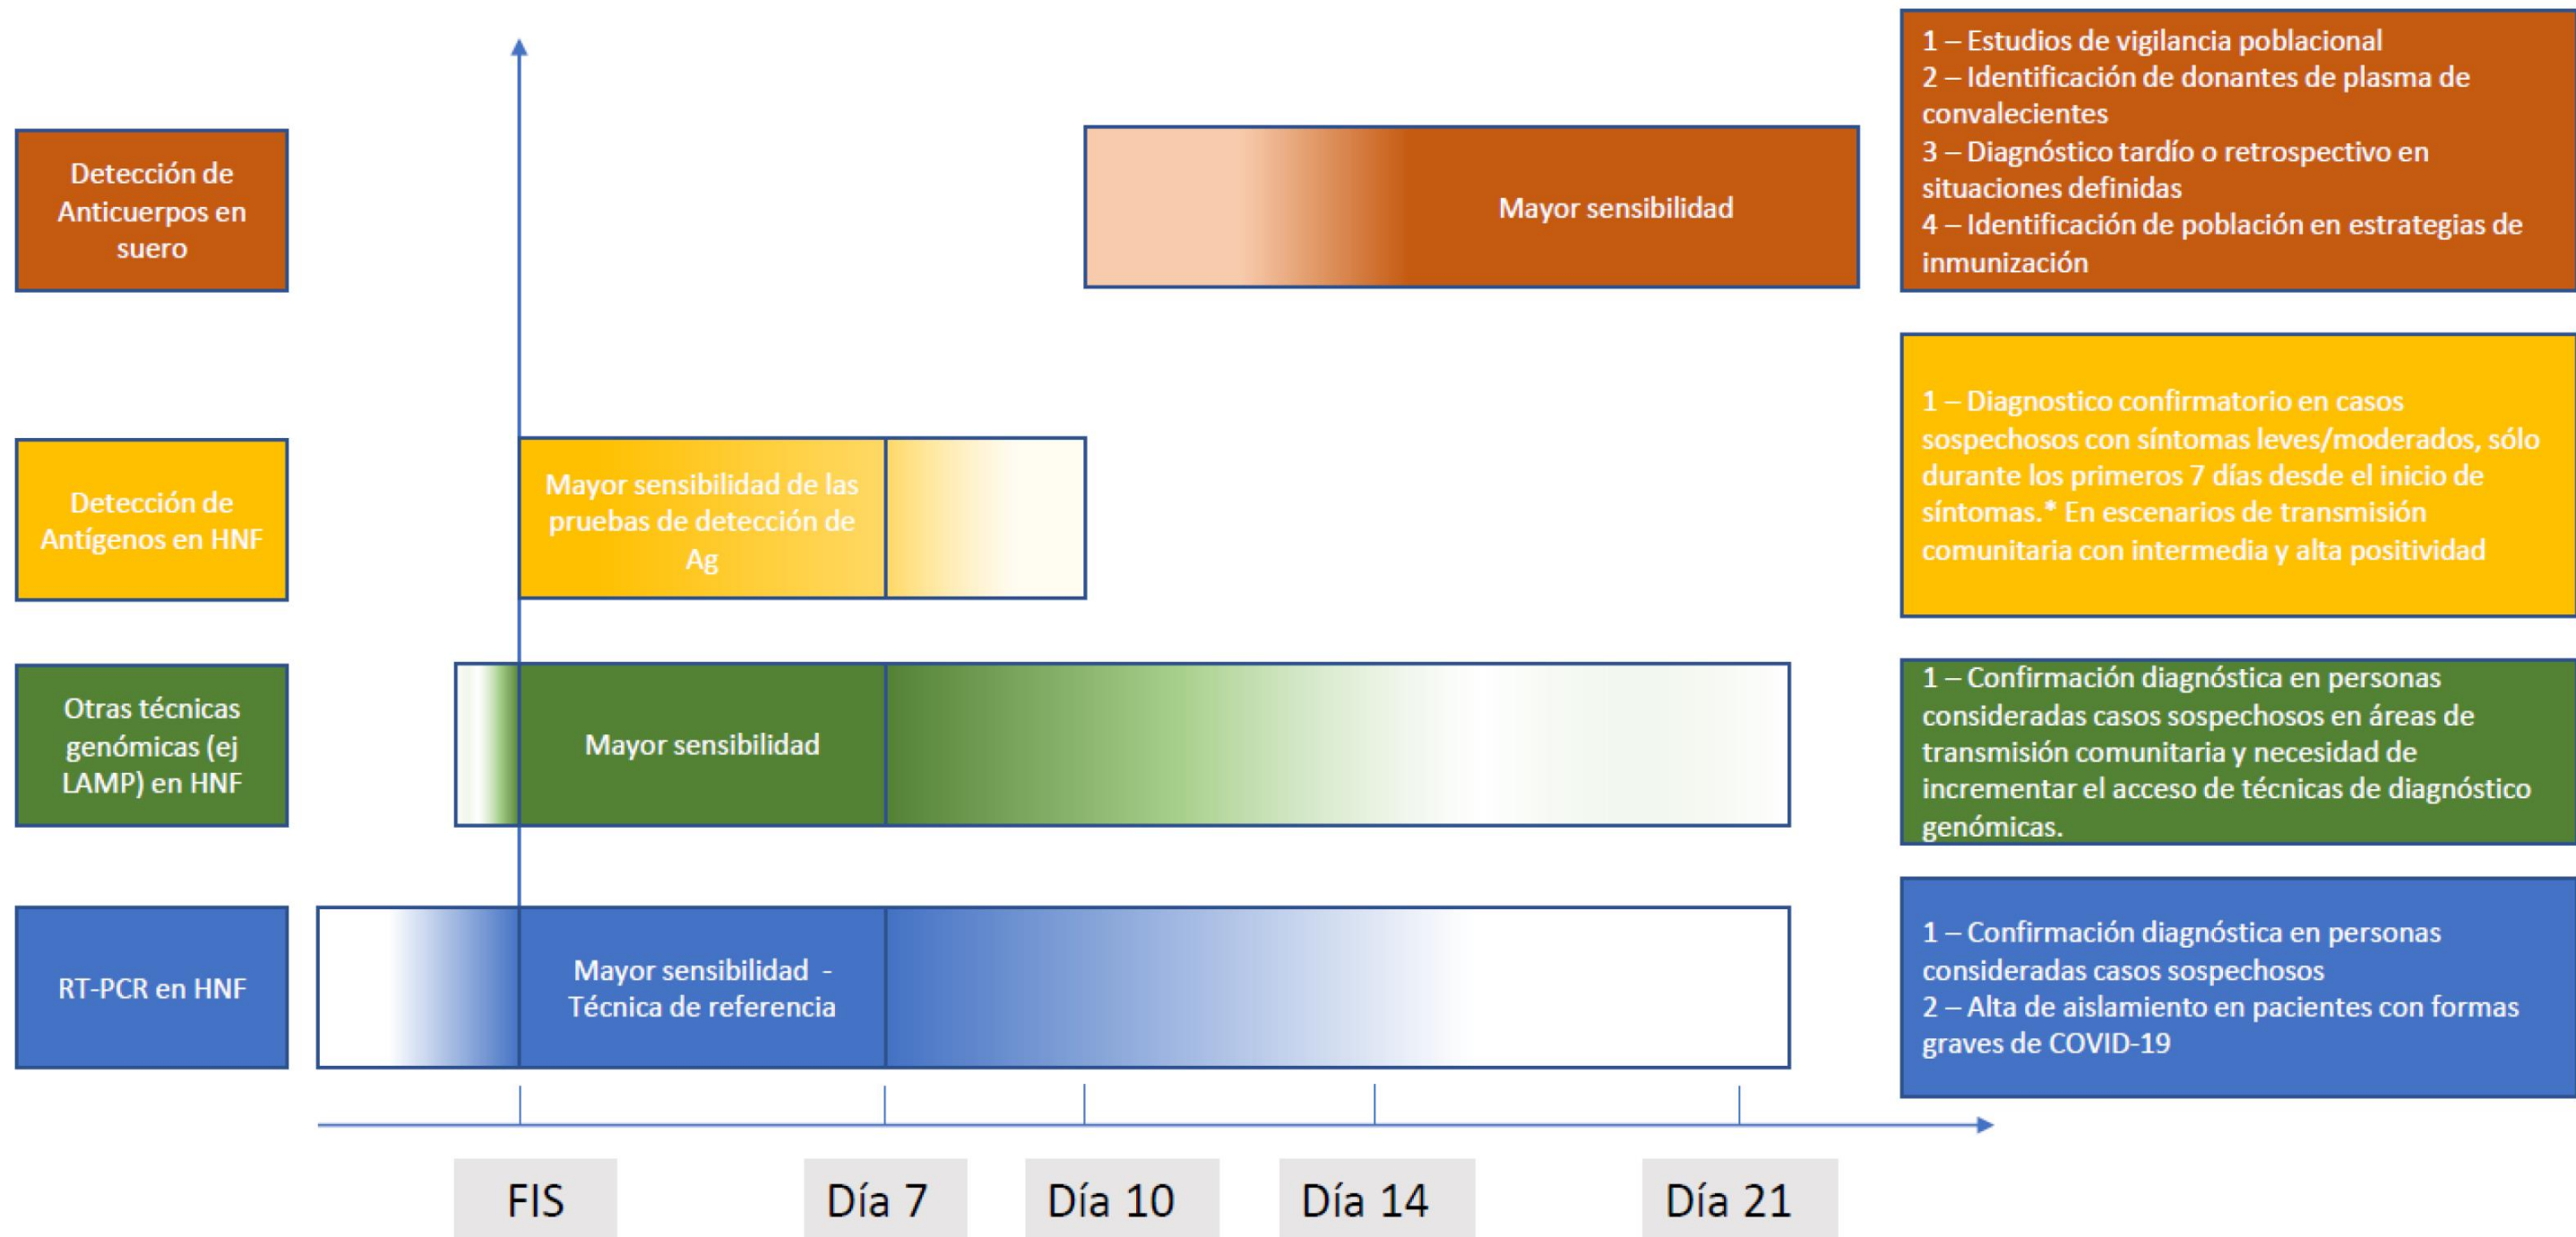 Detección de
Anticuerpos en
suero
Mayor sensibilidad
1 – Estudios de vigilancia poblacional
2 – Identificación de donantes de plasma de
convalecientes
3 – Diagnóstico tardío o retrospectivo en
situaciones definidas
4 – Identificación de población en estrategias de
inmunización
Detección de
Antígenos en HNF
Mayor sensibilidad de las
pruebas de detección de
Ag
1 – Diagnostico confirmatorio en casos
sospechosos con síntomas leves/moderados, sólo
durante los primeros 7 días desde el inicio de
síntomas.* En escenarios de transmisión
comunitaria con intermedia y alta positividad
Otras técnicas
genómicas (ej
LAMP) en HNF
Mayor sensibilidad
1 – Confirmación diagnóstica en personas
consideradas casos sospechosos en áreas de
transmisión comunitaria y necesidad de
incrementar el acceso de técnicas de diagnóstico
genómicas.
RT-PCR en HNF
Mayor sensibilidad -
Técnica de referencia
1 – Confirmación diagnóstica en personas
consideradas casos sospechosos
2 – Alta de aislamiento en pacientes con formas
graves de COVID-19
FIS
Día 7
Día 10
Día 14
Día 21